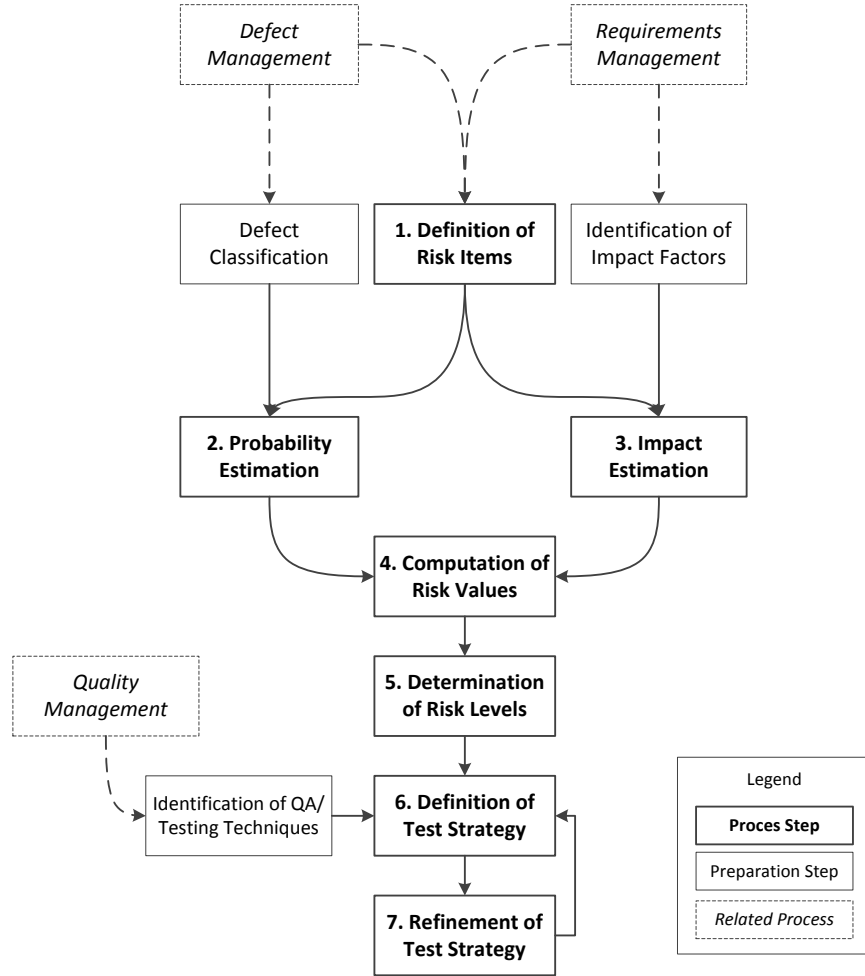 Defect
Management
Requirements
Management
Defect
Classification
1. Definition of
Risk Items
Identification of
Impact Factors
2. Probability
Estimation
3. Impact
Estimation
4. Computation of
Risk Values
Quality
Management
5. Determination
of Risk Levels
Identification of QA/
Testing Techniques
6. Definition of
Test Strategy
7. Refinement of
Test Strategy
Legend
Proces Step
Preparation Step
Related Process